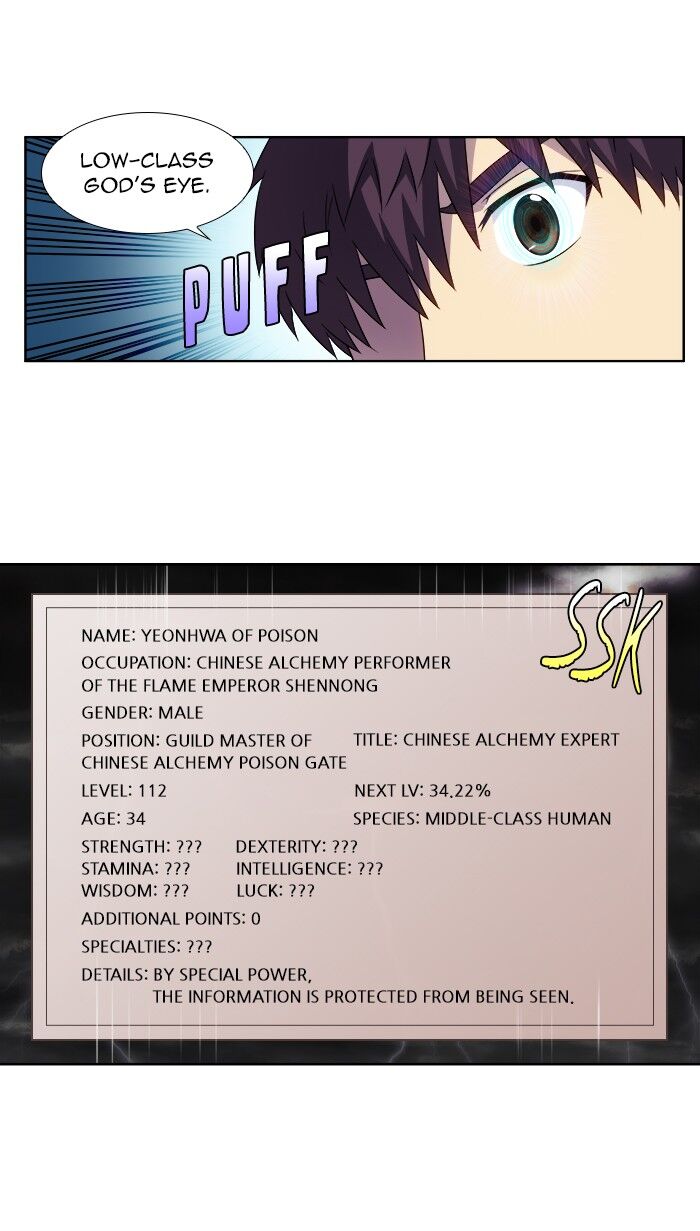 LOW-CLASS
GOD'S EYE.
PUFF
SSK
NAME: YEONHWA OF POISON
OCCUPATION: CHINESE ALCHEMY PERFORMER
OF THE FLAME EMPEROR SHENNONG
GENDER: MALE
POSITION: GUILD MASTER OF
CHINESE ALCHEMY POISON GATE
TITLE: CHINESE ALCHEMY EXPERT
LEVEL: 112 NEXT LV: 34.22%
AGE: 34 SPECIES: MIDDLE-CLASS HUMAN
STRENGTH: ??? DEXTERITY: ???
STAMINA: ??? INTELLIGENCE: ???
WISDOM: ??? LUCK: ???
ADDITIONAL POINTS: 0
SPECIALTIES: ???
DETAILS: BY SPECIAL POWER,
THE INFORMATION IS PROTECTED FROM BEING SEEN.